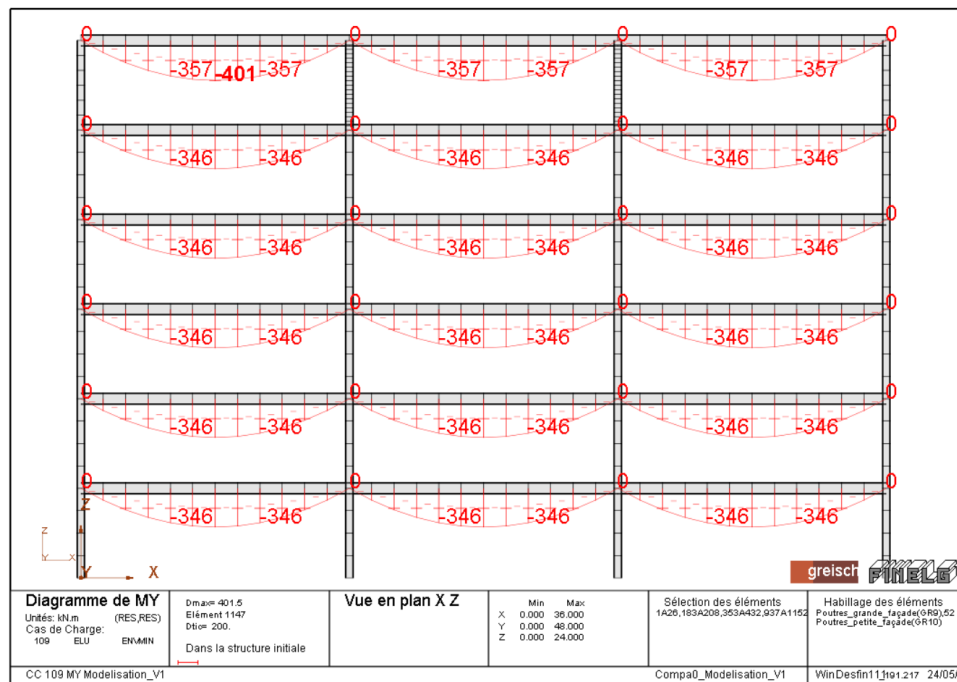 0 0 0 0
-357 -401 -357 -357 -357 -357 -357
0 0 0 0
-346 -346 -346 -346 -346 -346
0 0 0 0
-346 -346 -346 -346 -346 -346
0 0 0 0
-346 -346 -346 -346 -346 -346
0 0 0 0
-346 -346 -346 -346 -346 -346
0 0 0 0
-346 -346 -346 -346 -346 -346
Z
Z
Y X
Y X
greisch FINELG
Diagramme de MY
Unités: kN.m (RES,RES)
Cas de Charge:
109 ELU ENVMIN
Dmax= 401.5
Elément 1147
Dtic= 200.
Dans la structure initiale
Vue en plan X Z
Min Max
X 0.000 36.000
Y 0.000 48.000
Z 0.000 24.000
Sélection des éléments
1A26,183A208,353A432,937A1152
Habillage des éléments
Poutres_grande_façade(GR9),52
Poutres_petite_façade(GR10)
CC 109 MY Modelisation_V1
Compa0_Modelisation_V1
WinDesfin11 24/05/